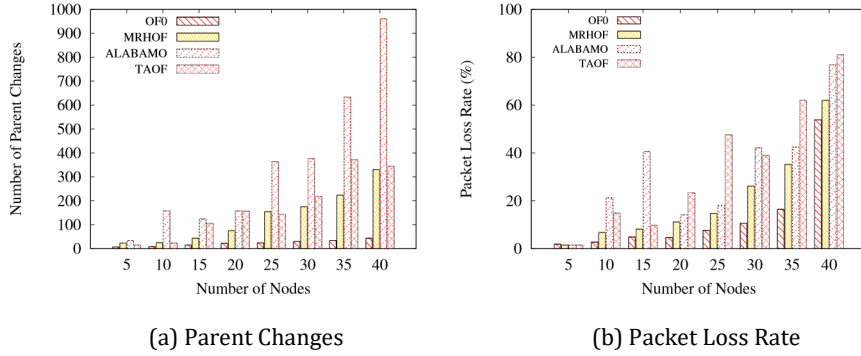 OF0
MRHOF
ALABAMO
TAOF
1000
900
800
700
600
500
400
300
200
100
0
Number of Parent Changes
5 10 15 20 25 30 35 40
Number of Nodes
(a) Parent Changes
OF0
MRHOF
ALABAMO
TAOF
100
80
60
40
20
0
Packet Loss Rate (%)
5 10 15 20 25 30 35 40
Number of Nodes
(b) Packet Loss Rate